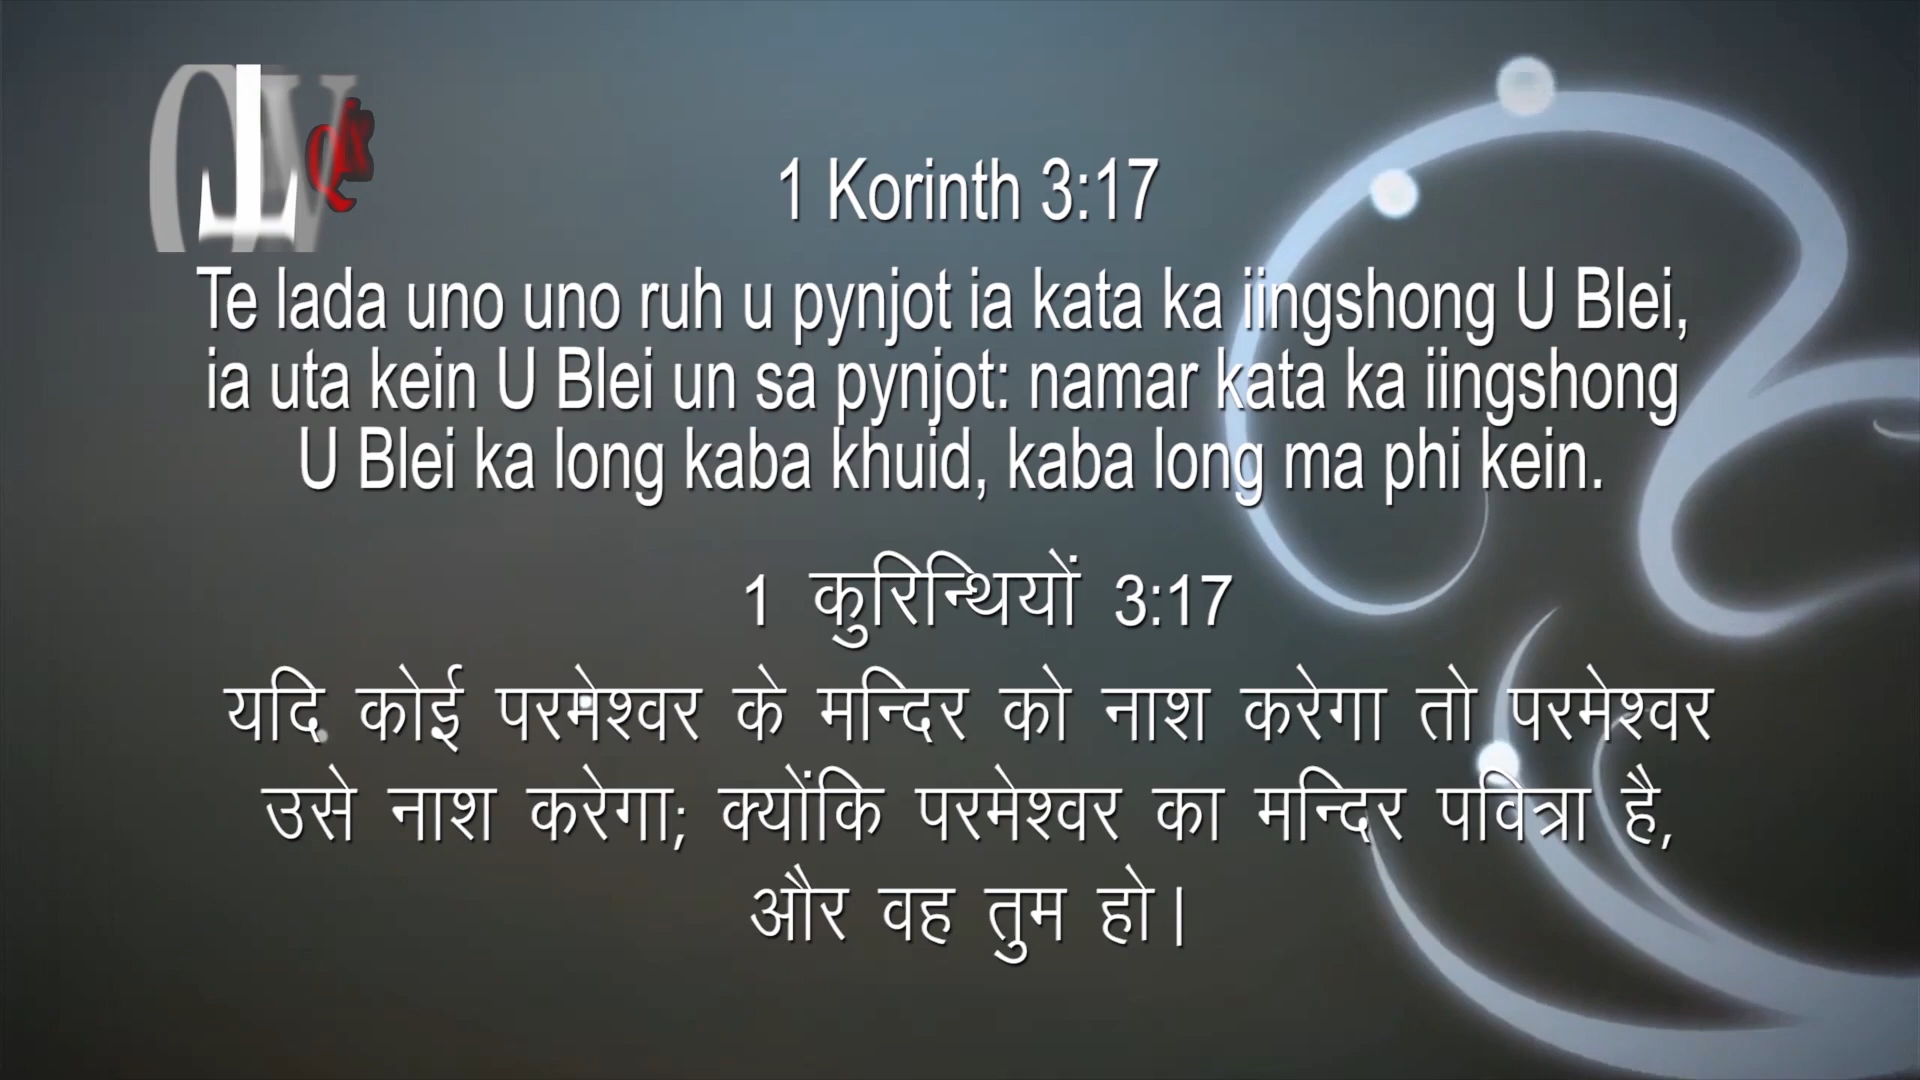 1 Korinth 3:17
Te lada uno uno ruh u pynjot ia kata ka iingshong U Blei,
ia uta kein U Blei un sa pynjot: namar kata ka iingshong
U Blei ka long kaba khuid, kaba long ma phi kein.
1 कुरिन्थियों 3:17
यदि कोई परमेश्वर के मन्दिर को नाश करेगा तो परमेश्वर
उसे नाश करेगा; क्योंकि परमेश्वर का मन्दिर पवित्रा है,
और वह तुम हो।